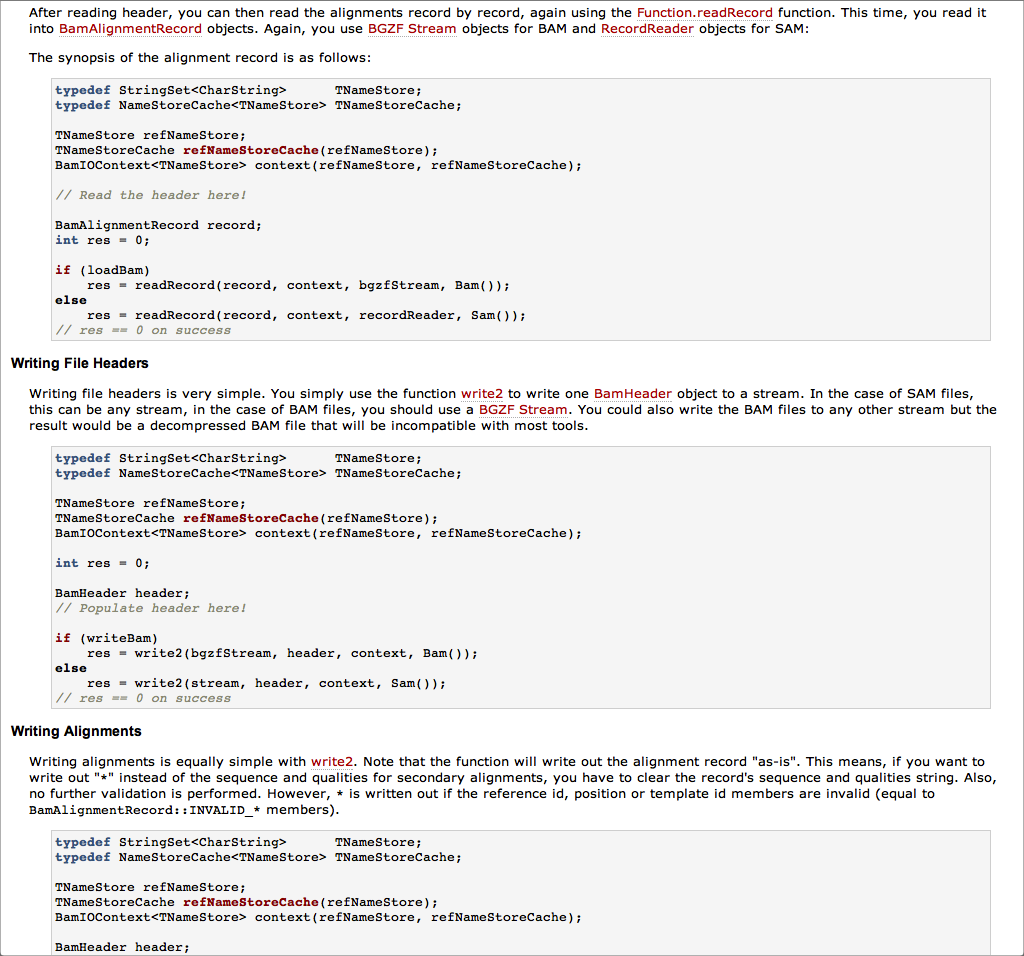 After reading header, you can then read the alignments record by record, again using the Function.readRecord function. This time, you read it
into BamAlignmentRecord objects. Again, you use BGZF Stream objects for BAM and RecordReader objects for SAM:
The synopsis of the alignment record is as follows:
typedef StringSet<CharString>      TNameStore;
typedef NameStoreCache<TNameStore> TNameStoreCache;
TNameStore refNameStore;
TNameStoreCache refNameStoreCache(refNameStore);
BamIOContext<TNameStore> context(refNameStore, refNameStoreCache);
// Read the header here!
BamAlignmentRecord record;
int res = 0;
if (loadBam)
    res = readRecord(record, context, bgzfStream, Bam());
else
    res = readRecord(record, context, recordReader, Sam());
// res == 0 on success
Writing File Headers
Writing file headers is very simple. You simply use the function write2 to write one BamHeader object to a stream. In the case of SAM files,
this can be any stream, in the case of BAM files, you should use a BGZF Stream. You could also write the BAM files to any other stream but the
result would be a decompressed BAM file that will be incompatible with most tools.
typedef StringSet<CharString>      TNameStore;
typedef NameStoreCache<TNameStore> TNameStoreCache;
TNameStore refNameStore;
TNameStoreCache refNameStoreCache(refNameStore);
BamIOContext<TNameStore> context(refNameStore, refNameStoreCache);
int res = 0;
BamHeader header;
// Populate header here!
if (writeBam)
    res = write2(bgzfStream, header, context, Bam());
else
    res = write2(stream, header, context, Sam());
// res == 0 on success
Writing Alignments
Writing alignments is equally simple with write2. Note that the function will write out the alignment record "as-is". This means, if you want to
write out "*" instead of the sequence and qualities for secondary alignments, you have to clear the record's sequence and qualities string. Also,
no further validation is performed. However, * is written out if the reference id, position or template id members are invalid (equal to
BamAlignmentRecord::INVALID_* members).
typedef StringSet<CharString>      TNameStore;
typedef NameStoreCache<TNameStore> TNameStoreCache;
TNameStore refNameStore;
TNameStoreCache refNameStoreCache(refNameStore);
BamIOContext<TNameStore> context(refNameStore, refNameStoreCache);
BamHeader header;